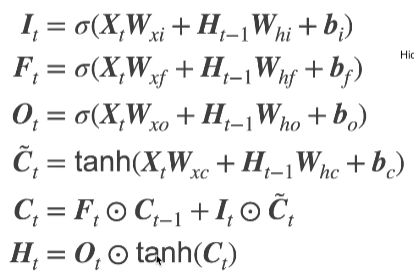 I_t = σ(X_t W_xi + H_{t−1} W_hi + b_i)
Hic
F_t = σ(X_t W_xf + H_{t−1} W_hf + b_f)
O_t = σ(X_t W_xo + H_{t−1} W_ho + b_o)
C̃_t = tanh(X_t W_xc + H_{t−1} W_hc + b_c)
C_t = F_t ⊙ C_{t−1} + I_t ⊙ C̃_t
H_t = O_t ⊙ tanh(C_t)